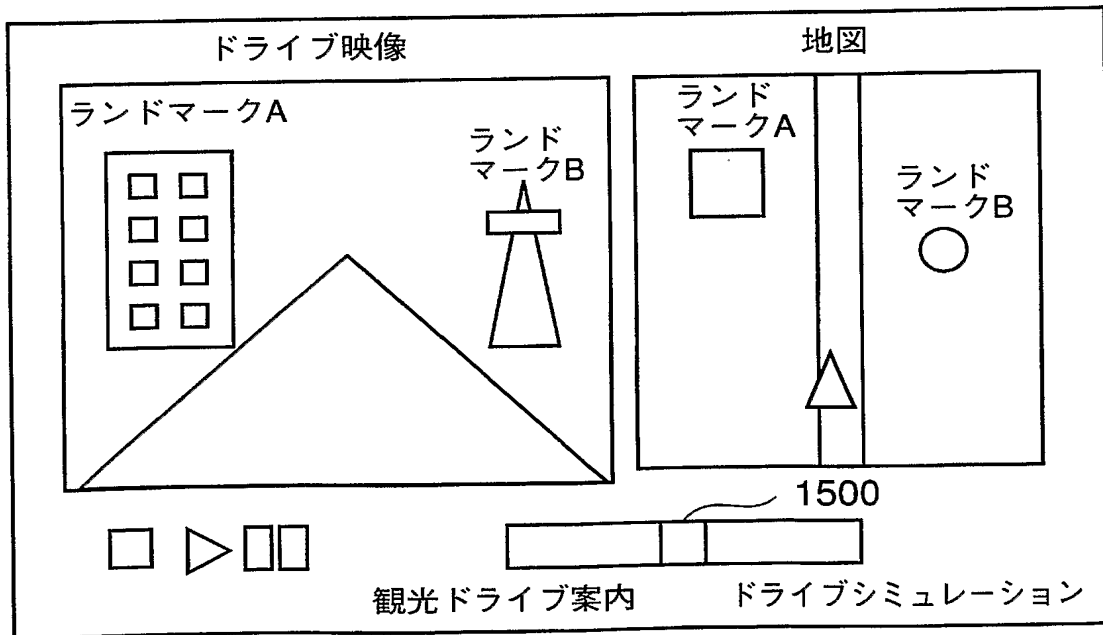 ドライブ映像
地図
ランドマークA
ランド
マークB
ランド
マークA
ランド
マークB
1500
観光ドライブ案内
ドライブシミュレーション